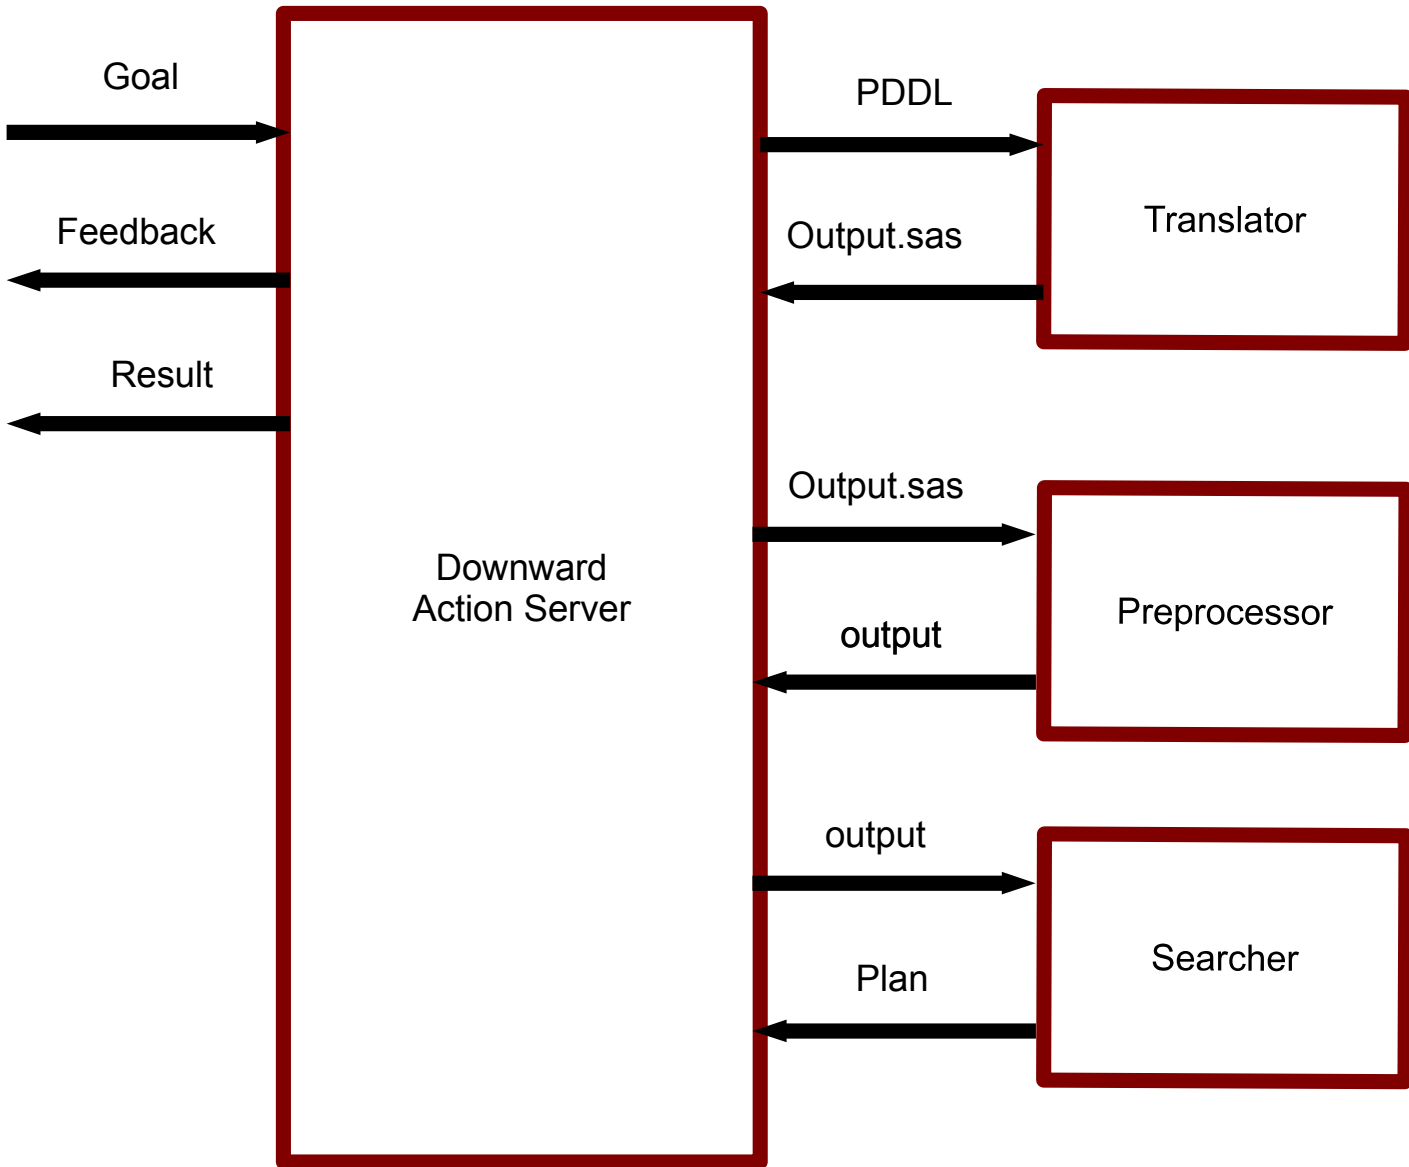 Goal
Feedback
Result
Downward
Action Server
PDDL
Output.sas
Translator
Output.sas
output
Preprocessor
output
Plan
Searcher